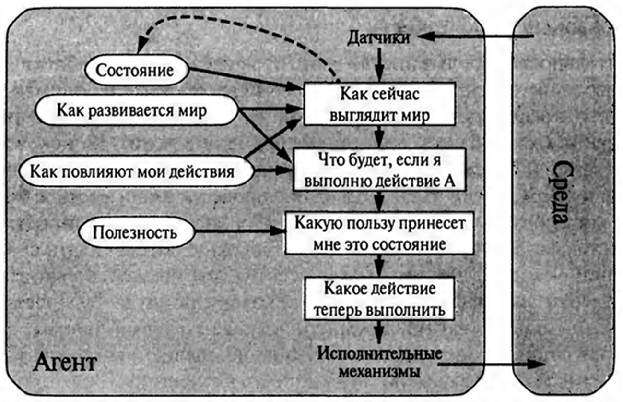 Датчики
Состояние
Как развивается мир
Как сейчас
выглядит мир
Как повлияют мои действия
Что будет, если я
выполню действие А
Полезность
Какую пользу принесет
мне это состояние
Какое действие
теперь выполнить
Исполнительные
механизмы
Агент
Среда